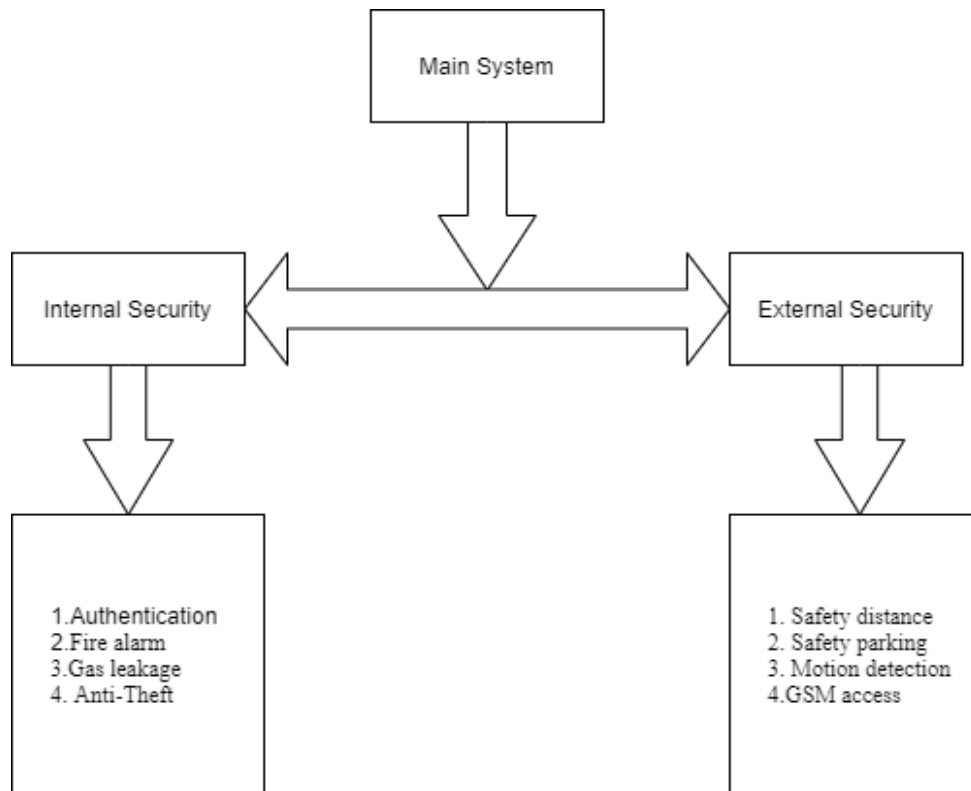 Main System
Internal Security
External Security
1.Authentication
2.Fire alarm
3.Gas leakage
4. Anti-Theft
1. Safety distance
2. Safety parking
3. Motion detection
4.GSM access